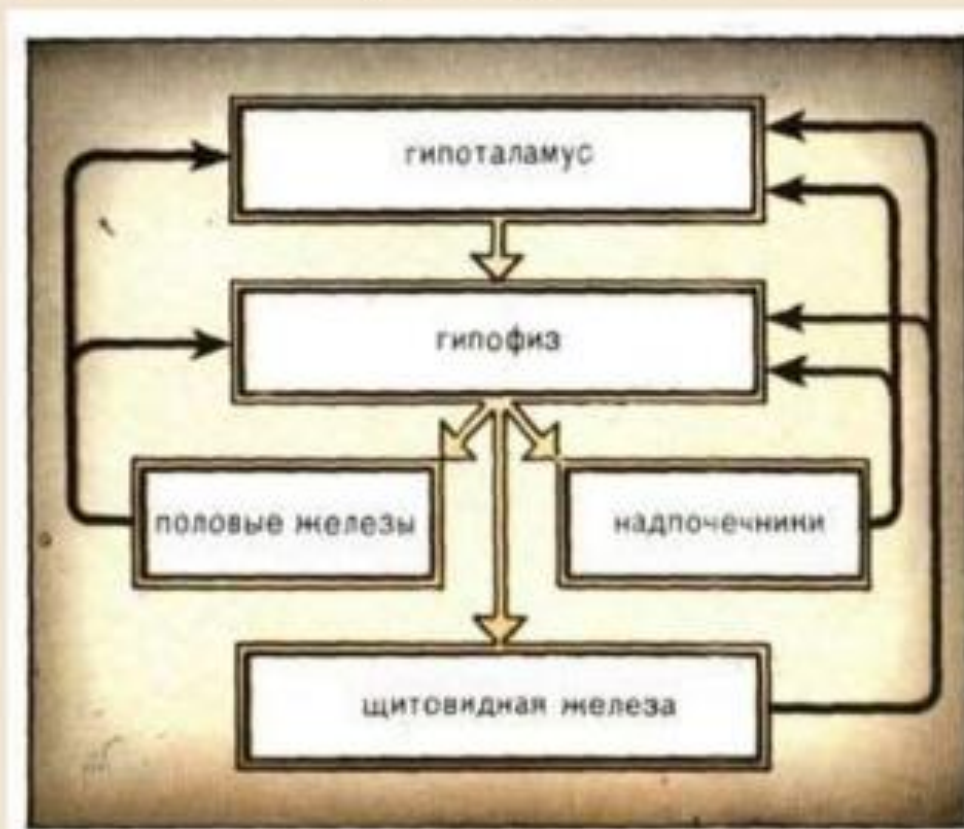 гипоталамус
гипофиз
половые железы
надпочечники
щитовидная железа